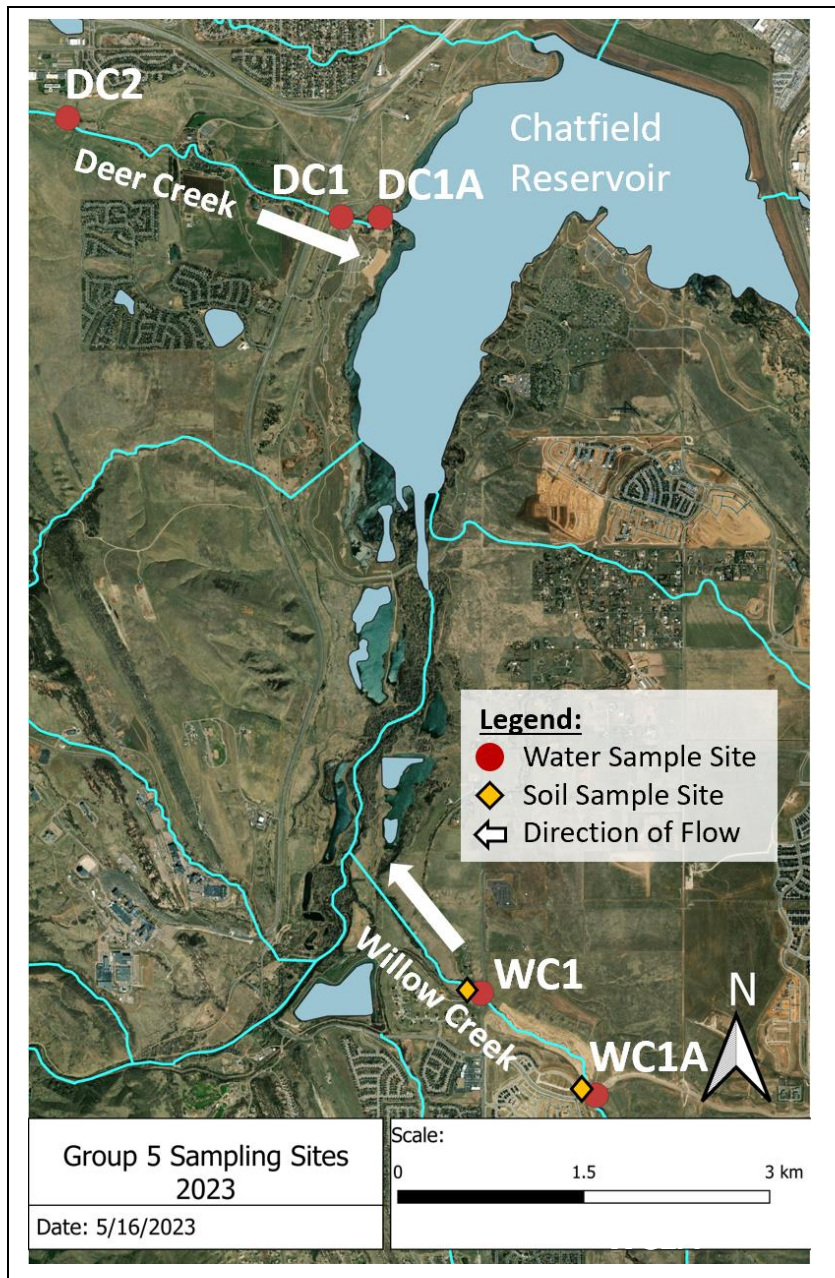 DC2
Deer Creek
DC1
DC1A
Chatfield
Reservoir
Legend:
Water Sample Site
Soil Sample Site
Direction of Flow
Willow Creek
WC1
N
WC1A
Group 5 Sampling Sites
2023
Date: 5/16/2023
Scale:
0 1.5 3 km